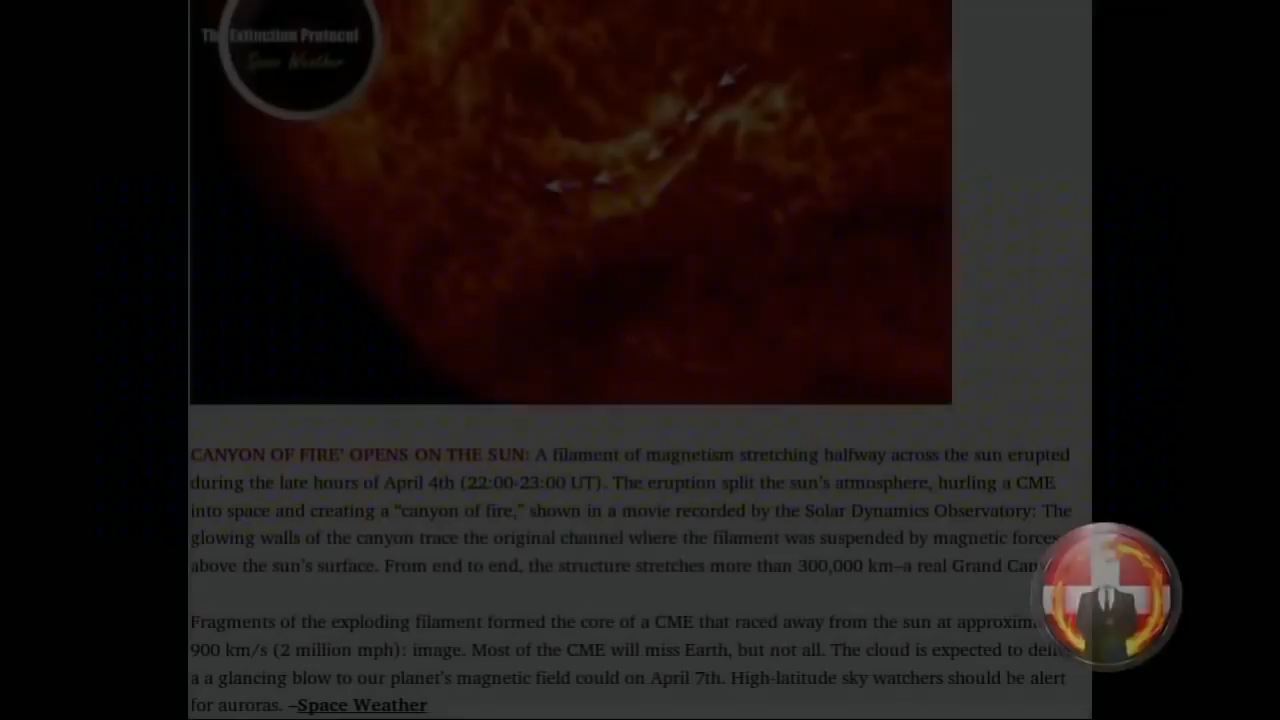 The Extinction Protocol
Space Weather
CANYON OF FIRE' OPENS ON THE SUN: A filament of magnetism stretching halfway across the sun erupted
during the late hours of April 4th (22:00-23:00 UT). The eruption split the sun's atmosphere, hurling a CME
into space and creating a “canyon of fire,” shown in a movie recorded by the Solar Dynamics Observatory: The
glowing walls of the canyon trace the original channel where the filament was suspended by magnetic forces
above the sun's surface. From end to end, the structure stretches more than 300,000 km–a real Grand
Fragments of the exploding filament formed the core of a CME that raced away from the sun at
900 km/s (2 million mph): image. Most of the CME will miss Earth, but not all. The cloud is expected to
a a glancing blow to our planet's magnetic field could on April 7th. High-latitude sky watchers should be alert
for auroras. –Space Weather